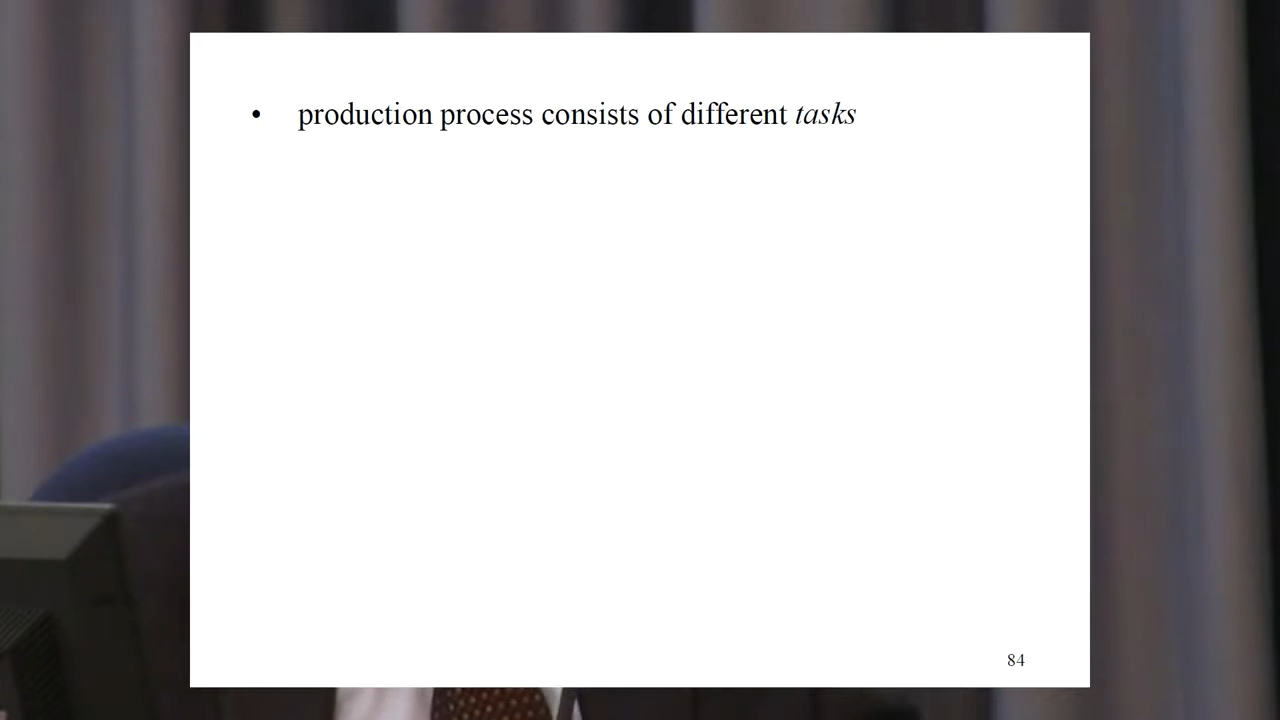 • production process consists of different tasks
84